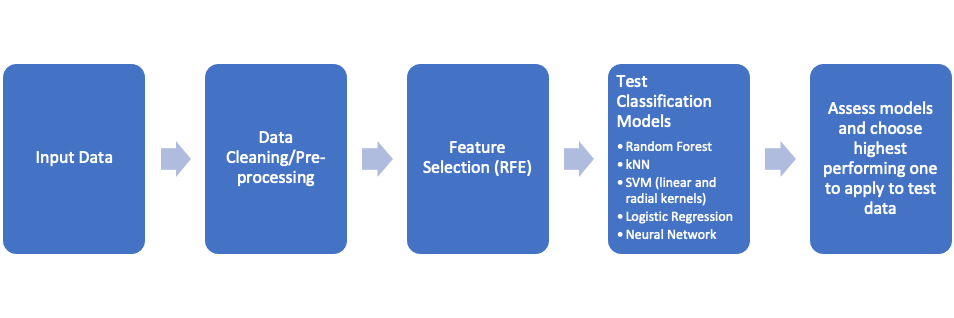 Input Data
Data
Cleaning/Pre-
processing
Feature
Selection (RFE)
Test
Classification
Models
• Random Forest
• kNN
• SVM (linear and
radial kernels)
• Logistic Regression
• Neural Network
Assess models
and choose
highest
performing one
to apply to test
data